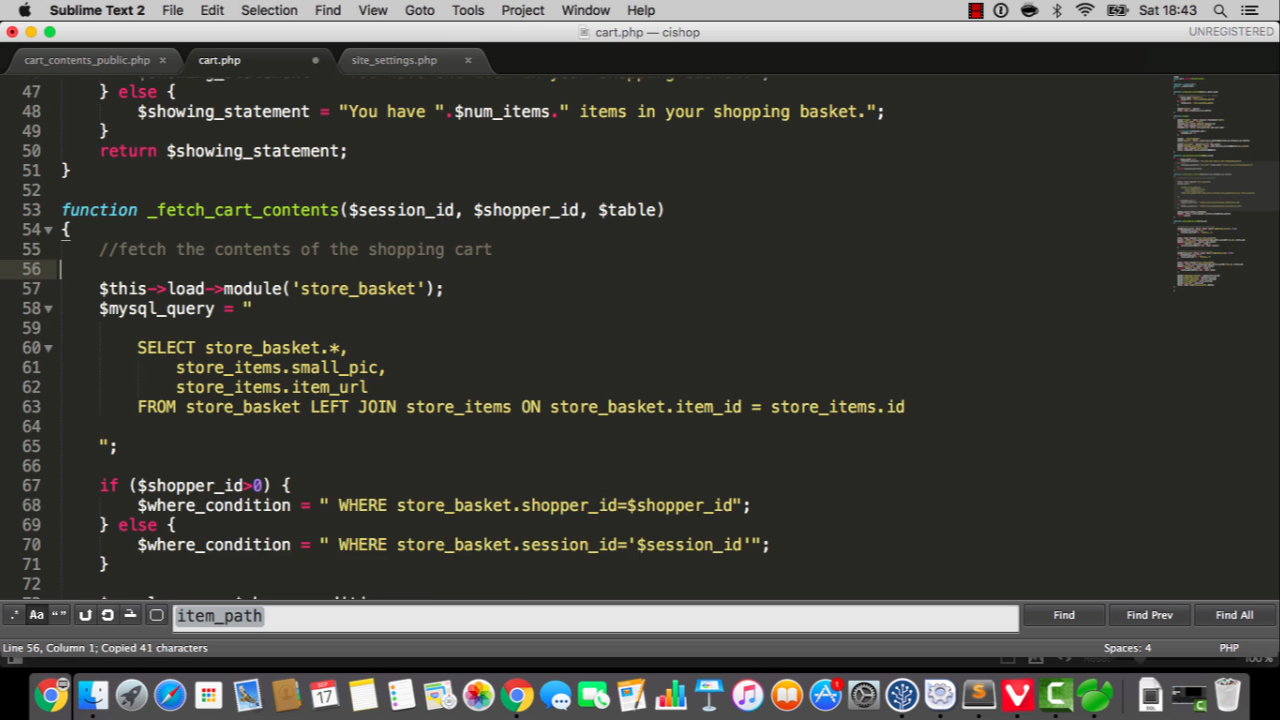 Sublime Text 2 File Edit Selection Find View Goto Tools Project Window Help Sat 18:43
cart.php — cishop UNREGISTERED
cart_contents_public.php × cart.php site_settings.php ×
47 } else {
48 $showing_statement = "You have ".$num_items." items in your shopping basket.";
49 }
50 return $showing_statement;
51 }
52
53 function _fetch_cart_contents($session_id, $shopper_id, $table)
54 {
55 //fetch the contents of the shopping cart
56
57 $this->load->module('store_basket');
58 $mysql_query = "
59
60 SELECT store_basket.*,
61 store_items.small_pic,
62 store_items.item_url
63 FROM store_basket LEFT JOIN store_items ON store_basket.item_id = store_items.id
64
65 ";
66
67 if ($shopper_id>0) {
68 $where_condition = " WHERE store_basket.shopper_id=$shopper_id";
69 } else {
70 $where_condition = " WHERE store_basket.session_id='$session_id'";
71 }
72
.* Aa “” item_path Find Find Prev Find All
Line 56, Column 1; Copied 41 characters Spaces: 4 PHP
100%
SEP
17